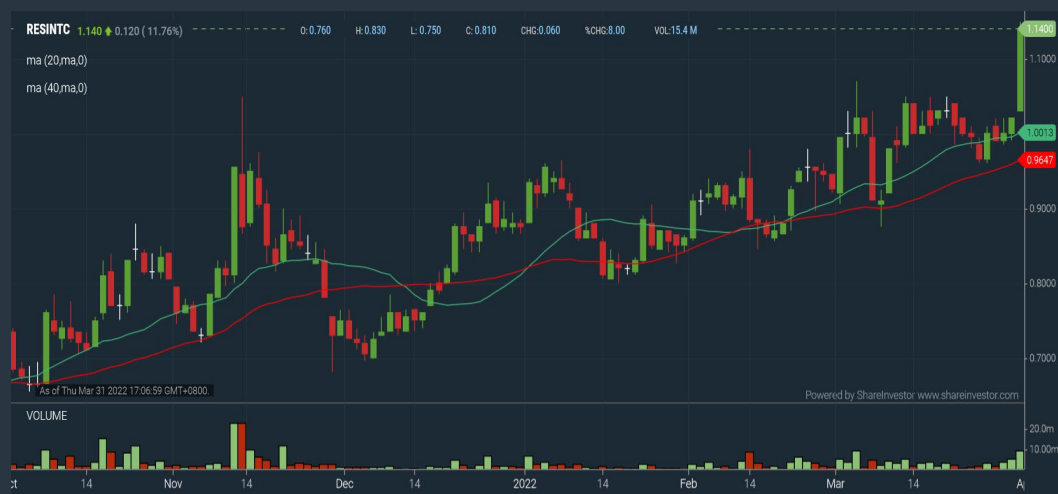 RESINTC 1.140 0.120 ( 11.76%) O: 0.760 H: 0.830 L: 0.750 C: 0.810 CHG:0.060 %CHG:8.00 VOL:15.4 M
ma (20,ma,0)
ma (40,ma,0)
1.1400
1.1000
1.0013
0.9647
0.9000
0.8000
0.7000
As of Thu Mar 31 2022 17:06:59 GMT+0800.
Powered by ShareInvestor www.shareinvestor.com
VOLUME
20.0m
10.00m
ct 14 Nov 14 Dec 14 2022 14 Feb 14 Mar 14